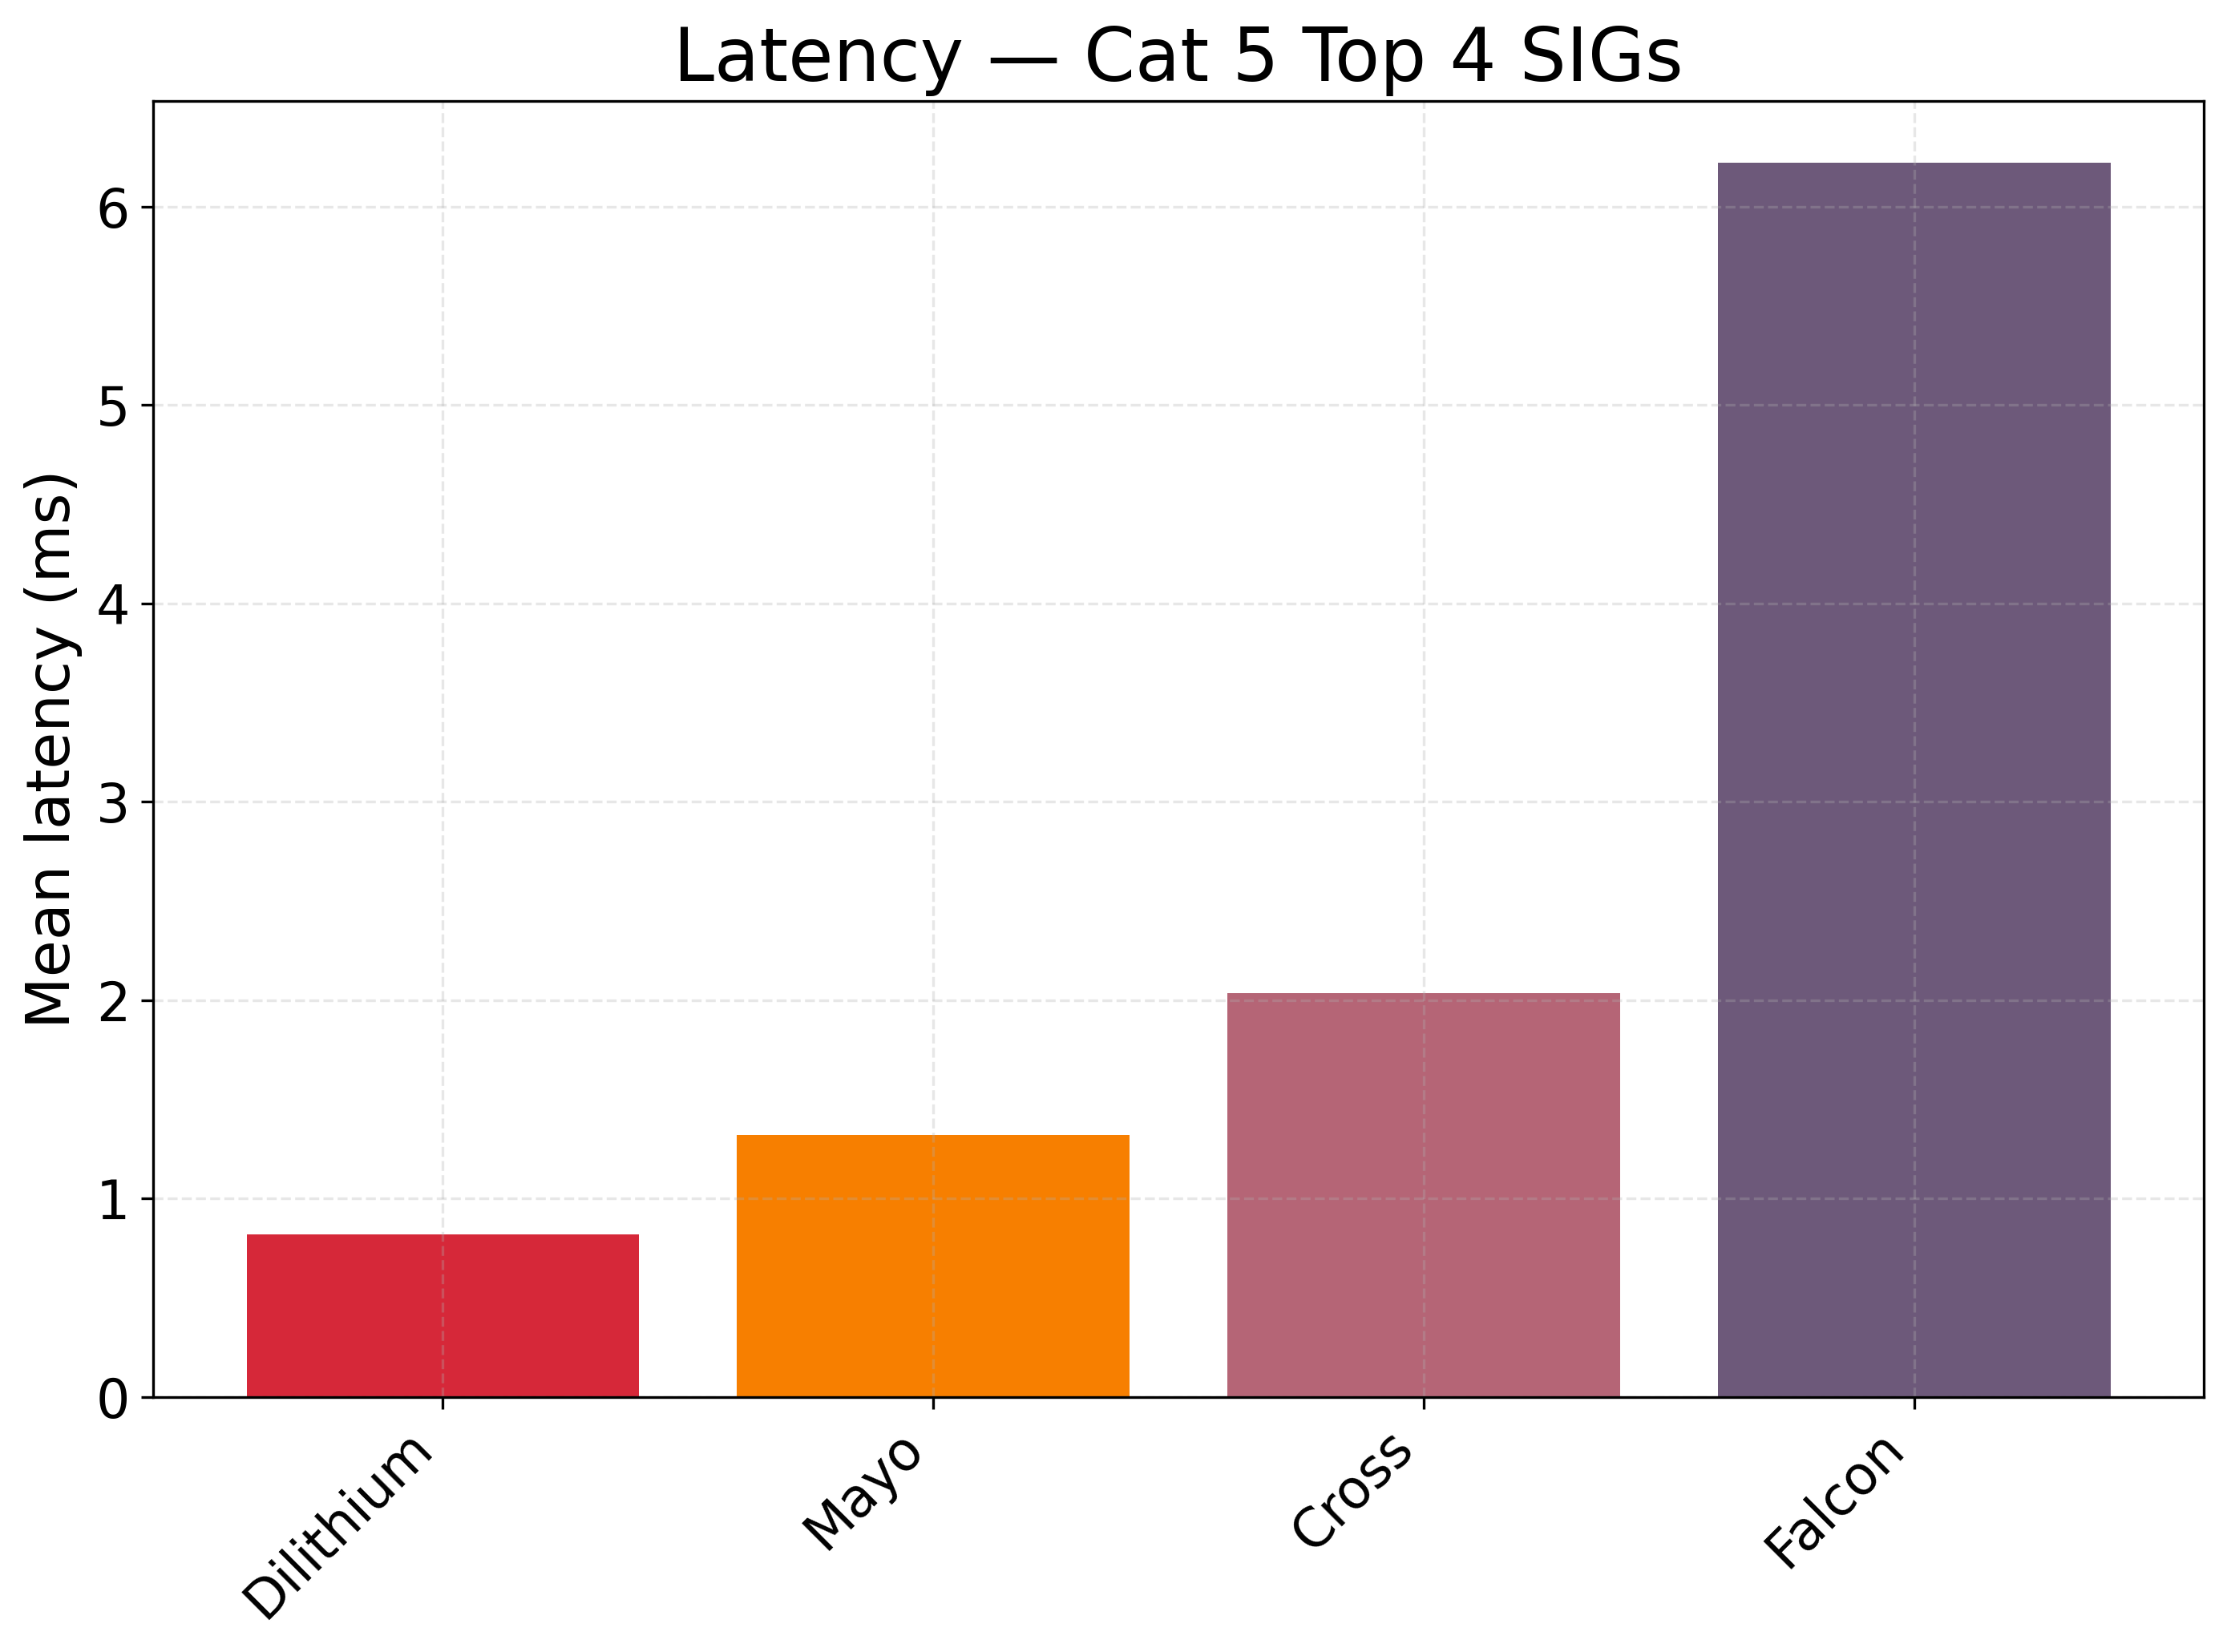 Latency — Cat 5 Top 4 SIGs
Mean latency (ms)
6
5
4
3
2
1
0
Dilithium
Mayo
Cross
Falcon